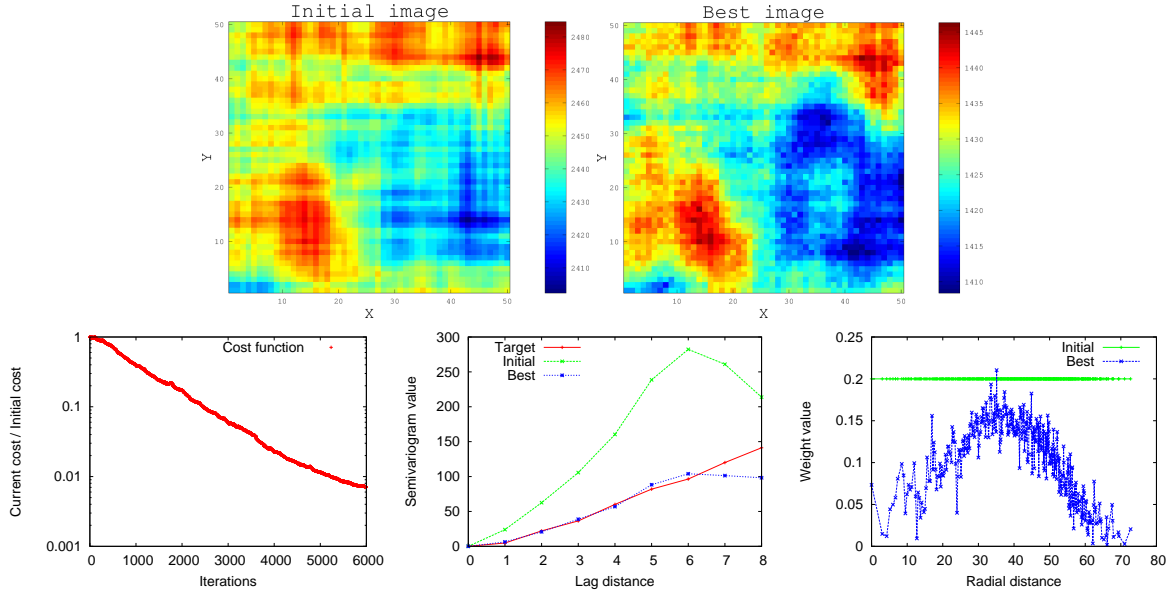 Initial image
50
40
30
20
10
Y
10 20 30 40 50
X
2480
2470
2460
2450
2440
2430
2420
2410
Best image
50
40
30
20
10
Y
10 20 30 40 50
X
1445
1440
1435
1430
1425
1420
1415
1410
1
0.1
0.01
0.001
Current cost / Initial cost
Cost function
0 1000 2000 3000 4000 5000 6000
Iterations
300
250
200
150
100
50
0
Semivariogram value
Target
Initial
Best
0 1 2 3 4 5 6 7 8
Lag distance
0.25
0.2
0.15
0.1
0.05
0
Weight value
Initial
Best
0 10 20 30 40 50 60 70 80
Radial distance